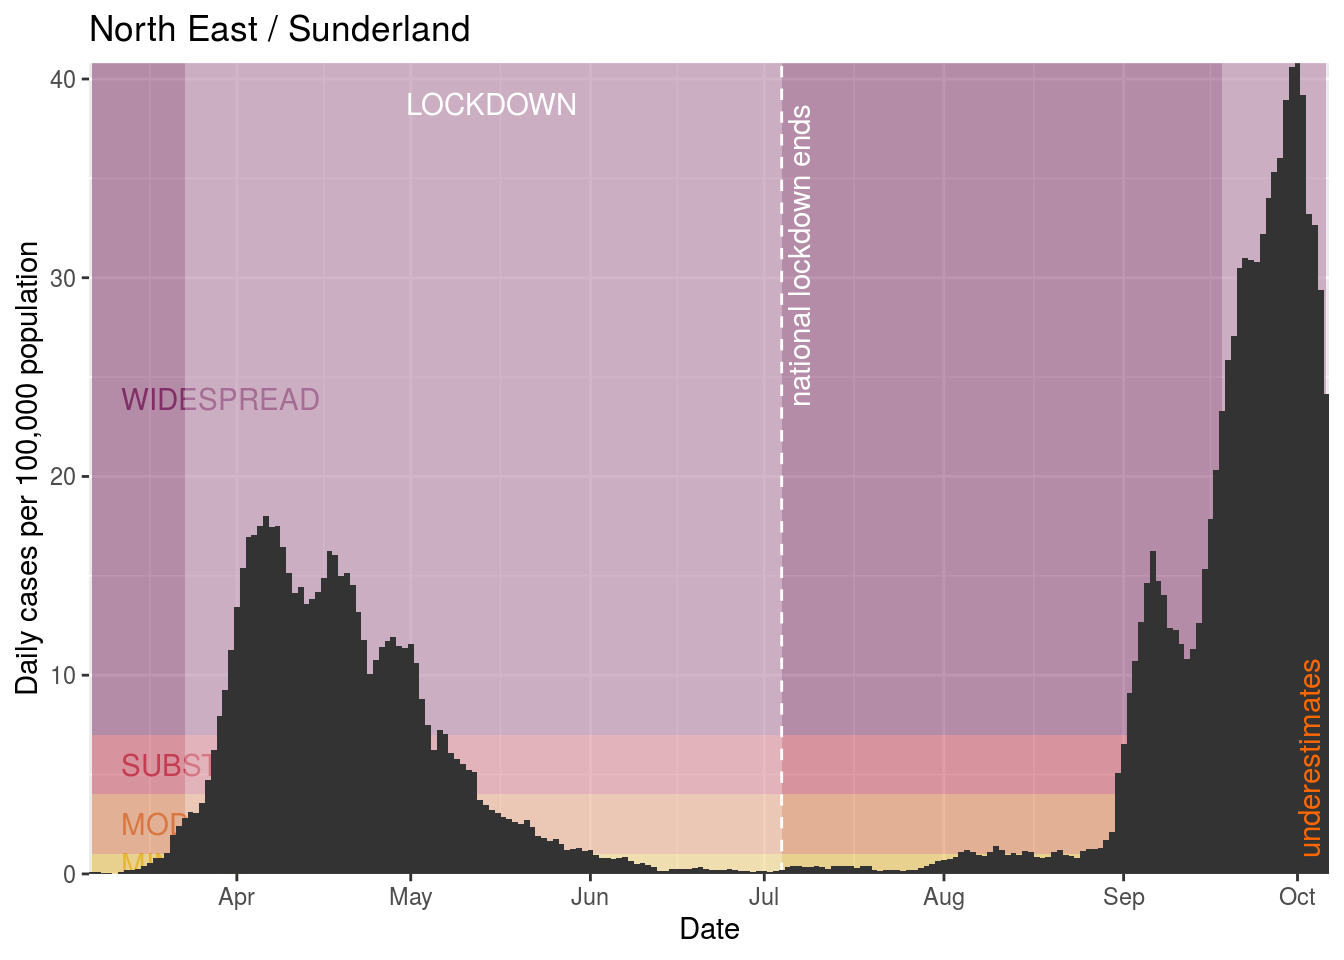 North East / Sunderland
Daily cases per 100,000 population
40
30
20
10
0
LOCKDOWN
national lockdown ends
WIDESPREAD
SUBST
MOD
underestimates
Apr
May
Jun
Jul
Aug
Sep
Oct
Date